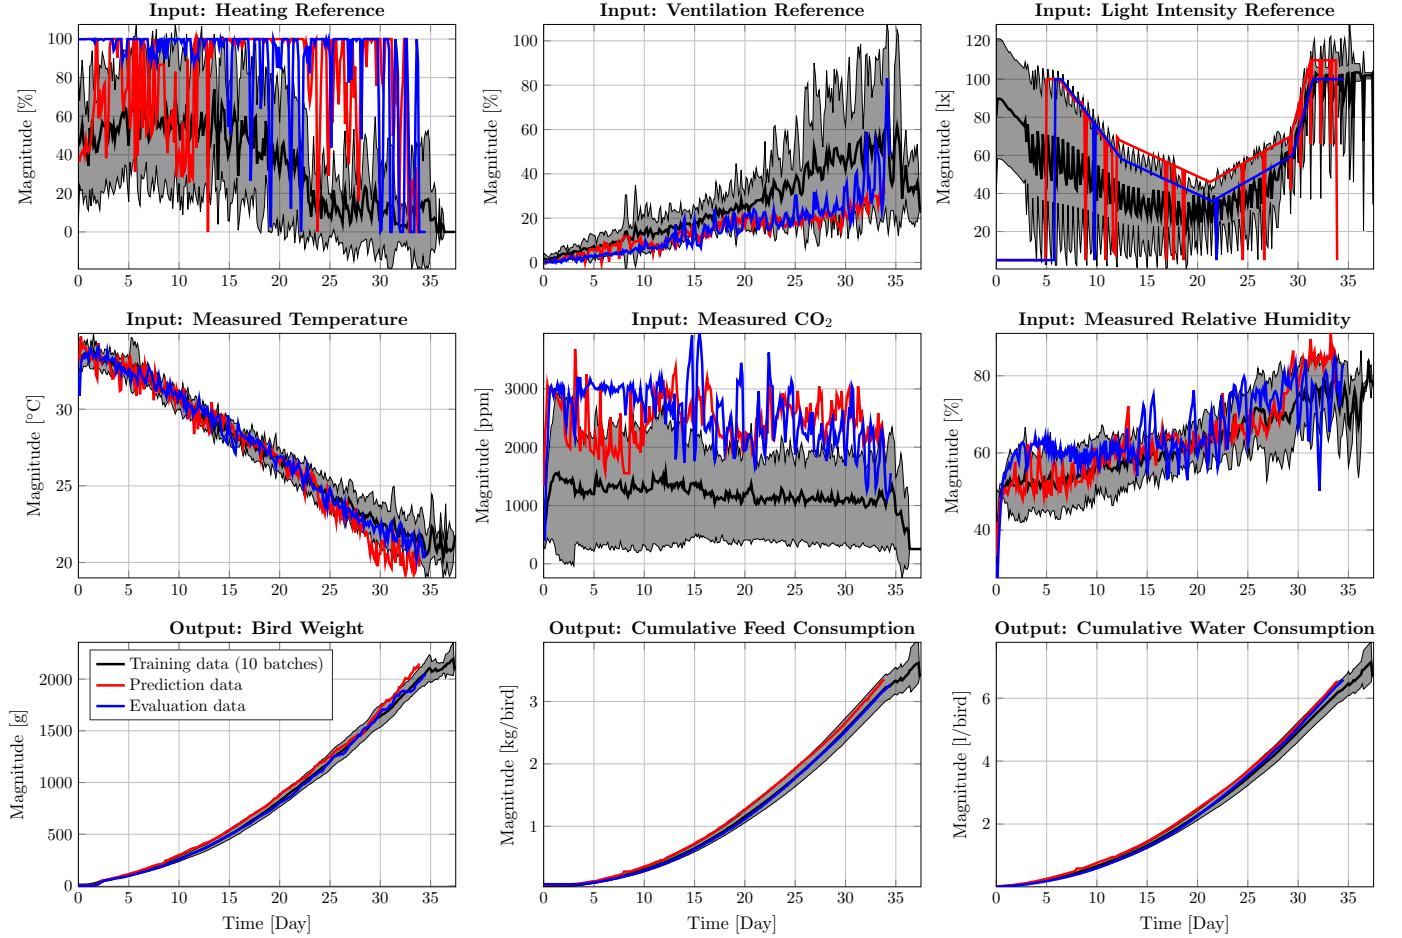 Input: Heating Reference
Magnitude [%]
100
80
60
40
20
0
0 5 10 15 20 25 30 35
Input: Ventilation Reference
Magnitude [%]
100
80
60
40
20
0
0 5 10 15 20 25 30 35
Input: Light Intensity Reference
Magnitude [lx]
120
100
80
60
40
20
0 5 10 15 20 25 30 35
Input: Measured Temperature
Magnitude [°C]
30
25
20
0 5 10 15 20 25 30 35
Input: Measured CO₂
Magnitude [ppm]
3000
2000
1000
0
0 5 10 15 20 25 30 35
Input: Measured Relative Humidity
Magnitude [%]
80
60
40
0 5 10 15 20 25 30 35
Output: Bird Weight
Magnitude [g]
2000
1500
1000
500
0
Training data (10 batches)
Prediction data
Evaluation data
0 5 10 15 20 25 30 35
Time [Day]
Output: Cumulative Feed Consumption
Magnitude [kg/bird]
3
2
1
0 5 10 15 20 25 30 35
Time [Day]
Output: Cumulative Water Consumption
Magnitude [l/bird]
6
4
2
0 5 10 15 20 25 30 35
Time [Day]